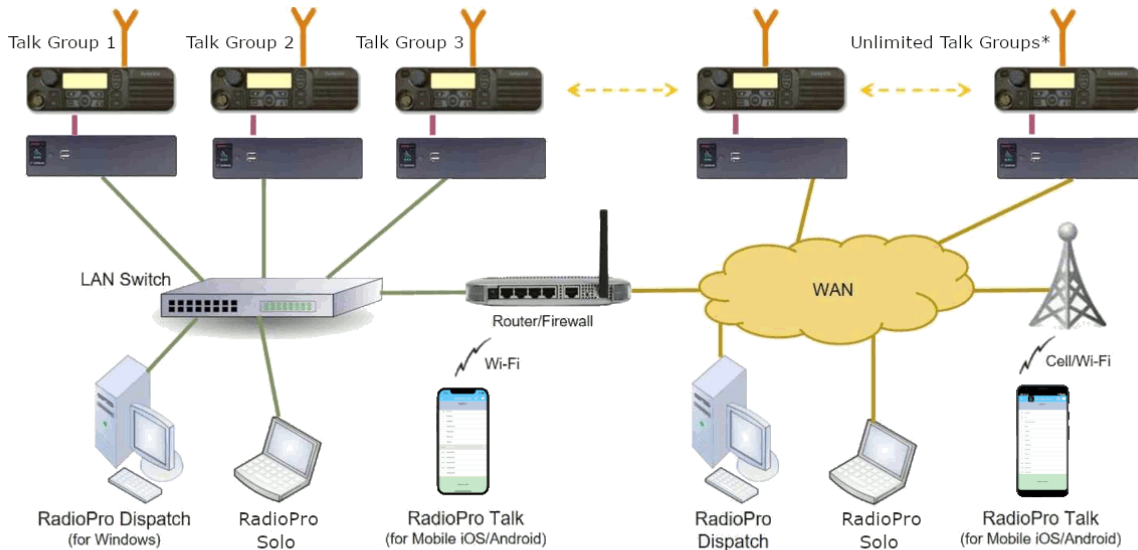 Talk Group 1
Talk Group 2
Talk Group 3
Unlimited Talk Groups*
LAN Switch
Router/Firewall
WAN
Wi-Fi
Cell/Wi-Fi
RadioPro Dispatch
(for Windows)
RadioPro
Solo
RadioPro Talk
(for Mobile iOS/Android)
RadioPro
Dispatch
RadioPro
Solo
RadioPro Talk
(for Mobile iOS/Android)